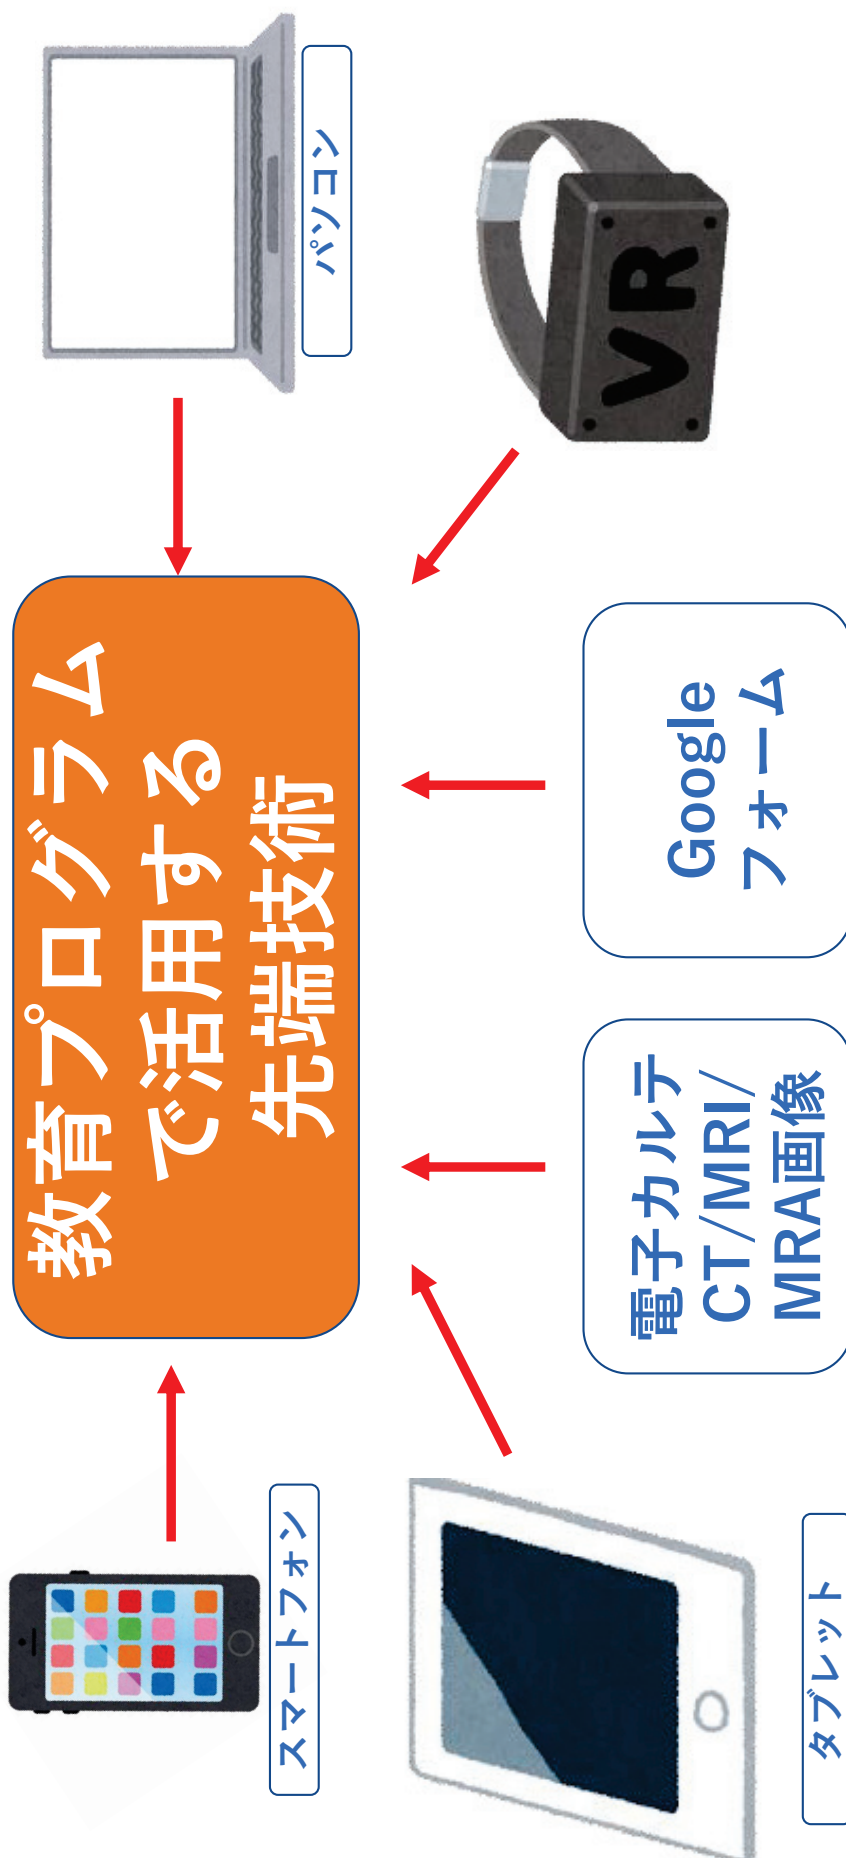 教育プログラム
で活用する
先端技術
スマートフォン
パソコン
タブレット
電子カルテ
CT/MRI/
MRA画像
Google
フォーム
VR